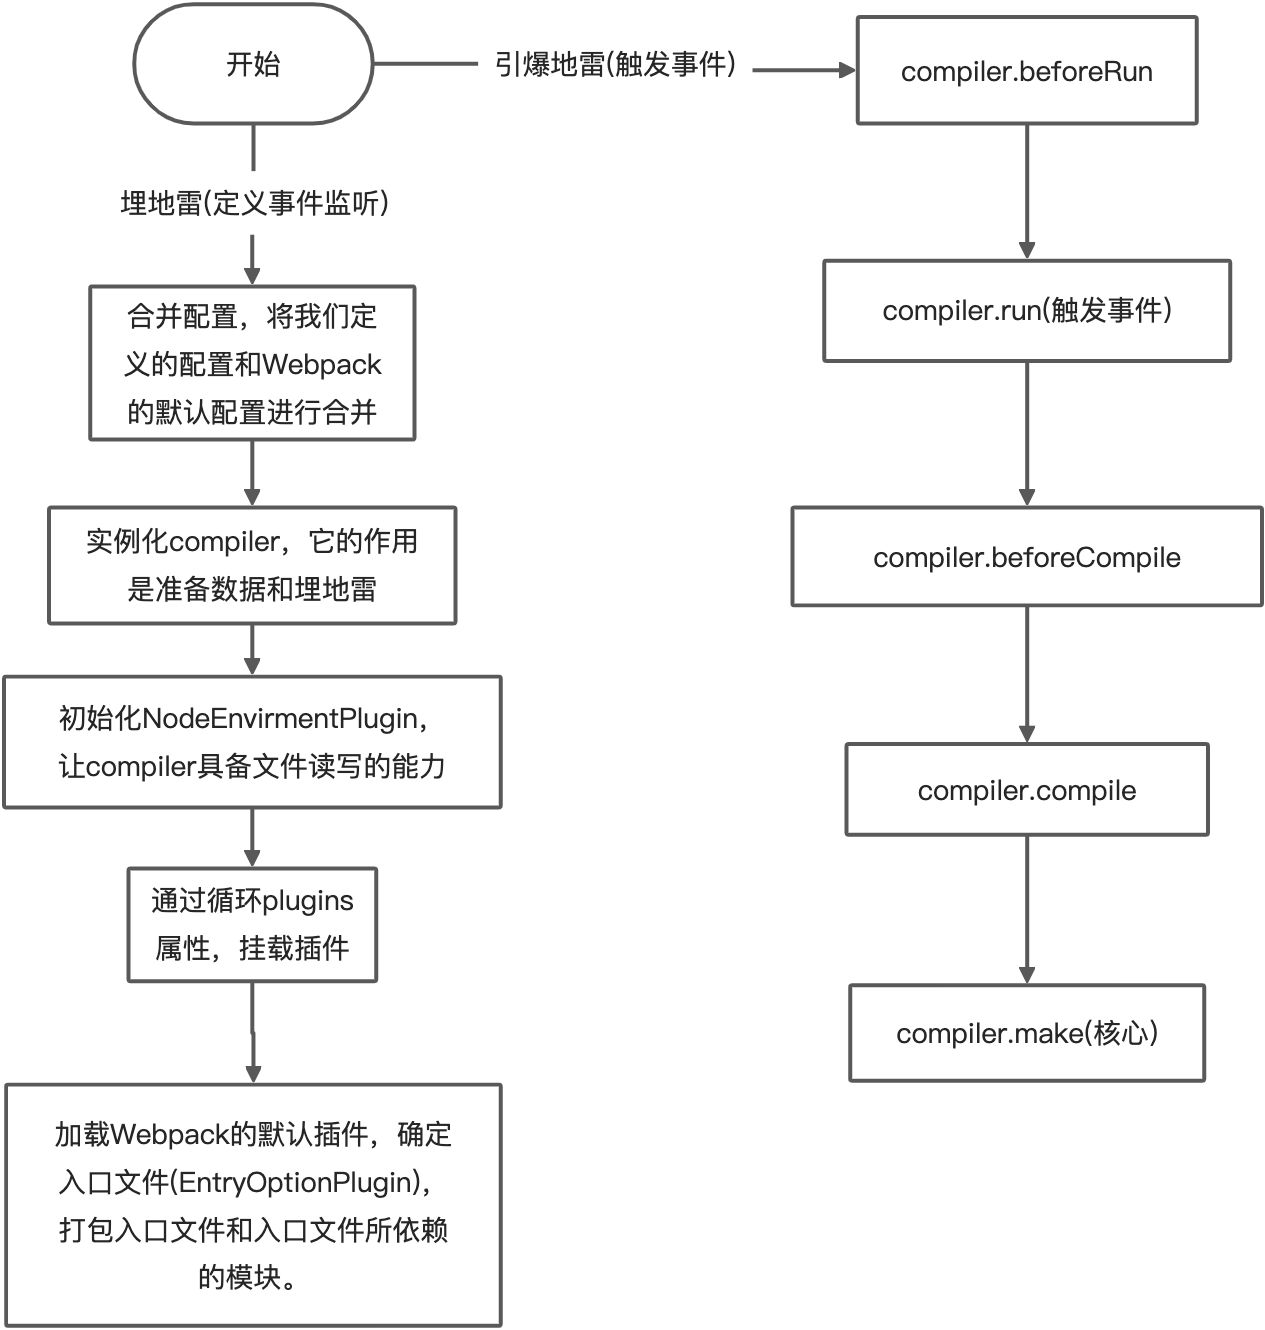 开始
引爆地雷(触发事件)
compiler.beforeRun
埋地雷(定义事件监听)
合并配置，将我们定
义的配置和Webpack
的默认配置进行合并
实例化compiler，它的作用
是准备数据和埋地雷
初始化NodeEnvirmentPlugin，
让compiler具备文件读写的能力
通过循环plugins
属性，挂载插件
加载Webpack的默认插件，确定
入口文件(EntryOptionPlugin)，
打包入口文件和入口文件所依赖
的模块。
compiler.run(触发事件)
compiler.beforeCompile
compiler.compile
compiler.make(核心)